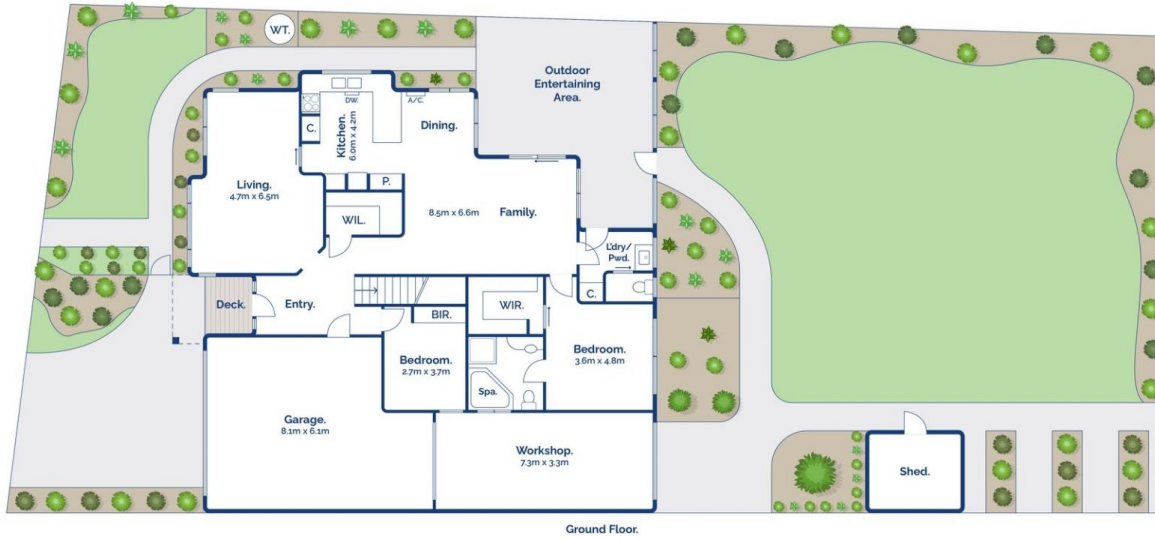 WT.
Outdoor
Entertaining
Area.
DW.
A/C.
C.
Kitchen.
6.0m x 4.2m
Dining.
P.
Living.
4.7m x 6.5m
WIL.
8.5m x 6.6m
Family.
L'dry/
Pwd.
C.
Deck.
Entry.
BIR.
WIR.
Bedroom.
2.7m x 3.7m
Bedroom.
3.6m x 4.8m
Spa.
Garage.
8.1m x 6.1m
Workshop.
7.3m x 3.3m
Shed.
Ground Floor.